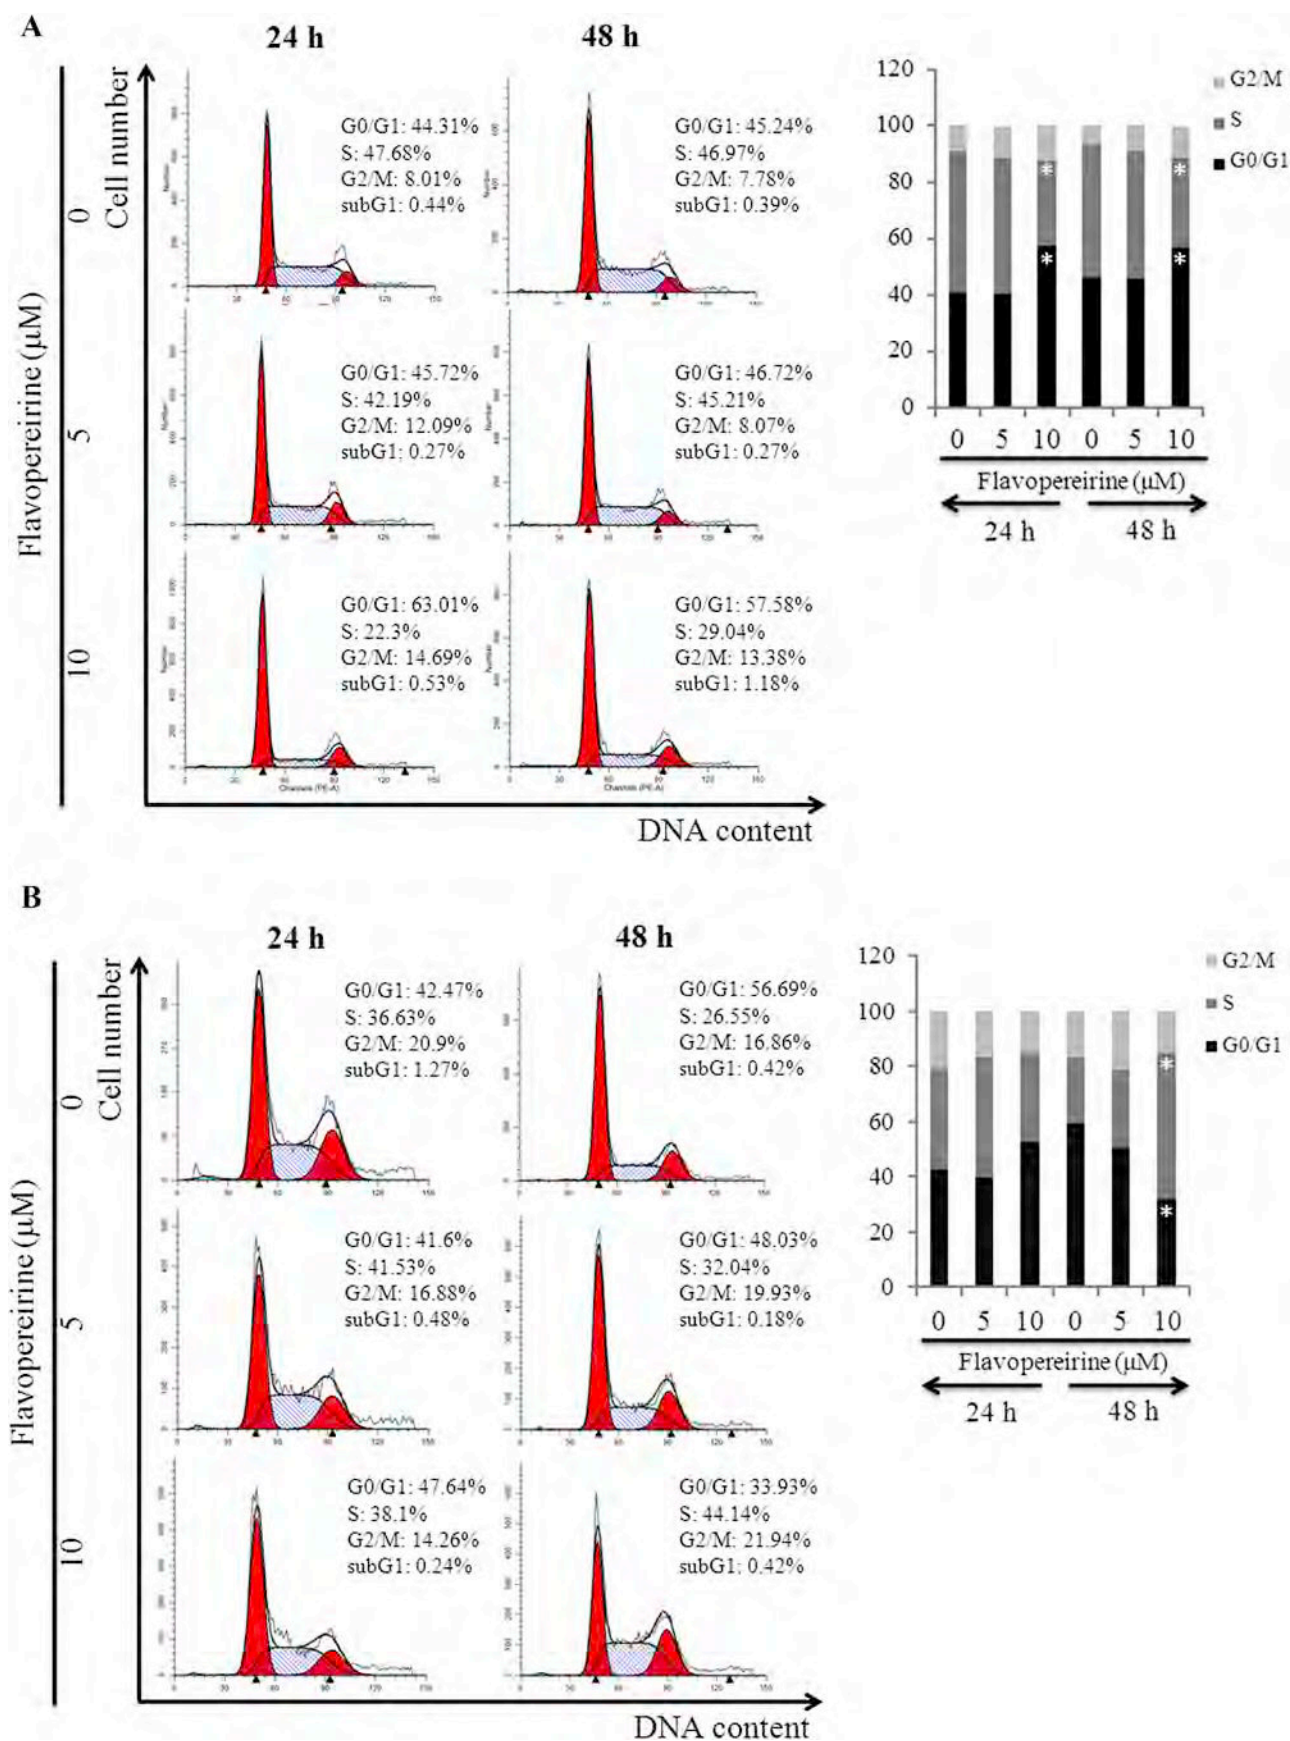 A
24 h
48 h
Cell number
Flavopereirine (μM)
0
5
10
G0/G1: 44.31%
S: 47.68%
G2/M: 8.01%
subG1: 0.44%
G0/G1: 45.24%
S: 46.97%
G2/M: 7.78%
subG1: 0.39%
G0/G1: 45.72%
S: 42.19%
G2/M: 12.09%
subG1: 0.27%
G0/G1: 46.72%
S: 45.21%
G2/M: 8.07%
subG1: 0.27%
G0/G1: 63.01%
S: 22.3%
G2/M: 14.69%
subG1: 0.53%
G0/G1: 57.58%
S: 29.04%
G2/M: 13.38%
subG1: 1.18%
Number
Number
Number
Number
Number
Number
Channels (PE-A)
Channels (PE-A)
DNA content
120
100
80
60
40
20
0
G2/M
S
G0/G1
* * * *
0 5 10 0 5 10
Flavopereirine (μM)
24 h 48 h
B
24 h
48 h
Cell number
Flavopereirine (μM)
0
5
10
G0/G1: 42.47%
S: 36.63%
G2/M: 20.9%
subG1: 1.27%
G0/G1: 56.69%
S: 26.55%
G2/M: 16.86%
subG1: 0.42%
G0/G1: 41.6%
S: 41.53%
G2/M: 16.88%
subG1: 0.48%
G0/G1: 48.03%
S: 32.04%
G2/M: 19.93%
subG1: 0.18%
G0/G1: 47.64%
S: 38.1%
G2/M: 14.26%
subG1: 0.24%
G0/G1: 33.93%
S: 44.14%
G2/M: 21.94%
subG1: 0.42%
DNA content
120
100
80
60
40
20
0
G2/M
S
G0/G1
* *
0 5 10 0 5 10
Flavopereirine (μM)
24 h 48 h